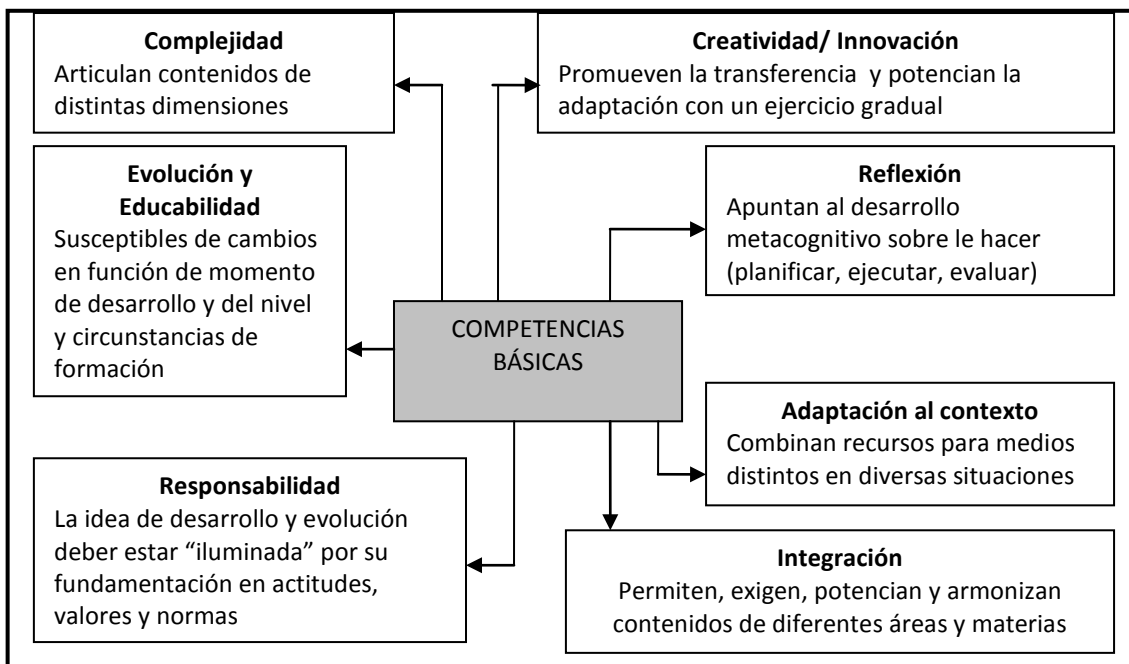 Complejidad
Articulan contenidos de
distintas dimensiones
Creatividad/ Innovación
Promueven la transferencia y potencian la
adaptación con un ejercicio gradual
Evolución y
Educabilidad
Susceptibles de cambios
en función de momento
de desarrollo y del nivel
y circunstancias de
formación
Reflexión
Apuntan al desarrollo
metacognitivo sobre le hacer
(planificar, ejecutar, evaluar)
COMPETENCIAS
BÁSICAS
Adaptación al contexto
Combinan recursos para medios
distintos en diversas situaciones
Responsabilidad
La idea de desarrollo y evolución
deber estar “iluminada” por su
fundamentación en actitudes,
valores y normas
Integración
Permiten, exigen, potencian y armonizan
contenidos de diferentes áreas y materias